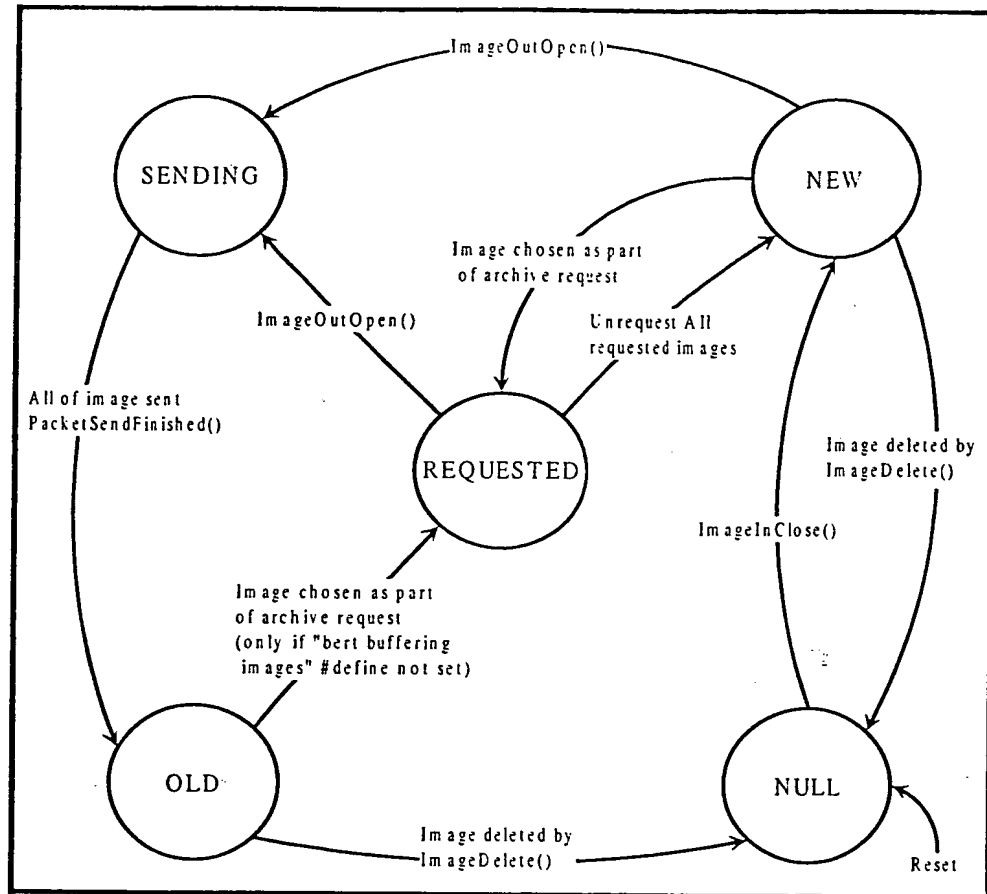 ImageOutOpen()
SENDING
NEW
Image chosen as part
of archive request
ImageOutOpen()
Unrequest All
requested images
All of image sent
PacketSendFinished()
REQUESTED
Image deleted by
ImageDelete()
ImageInClose()
Image chosen as part
of archive request
(only if "bert buffering
images" #define not set)
OLD
NULL
Image deleted by
ImageDelete()
Reset